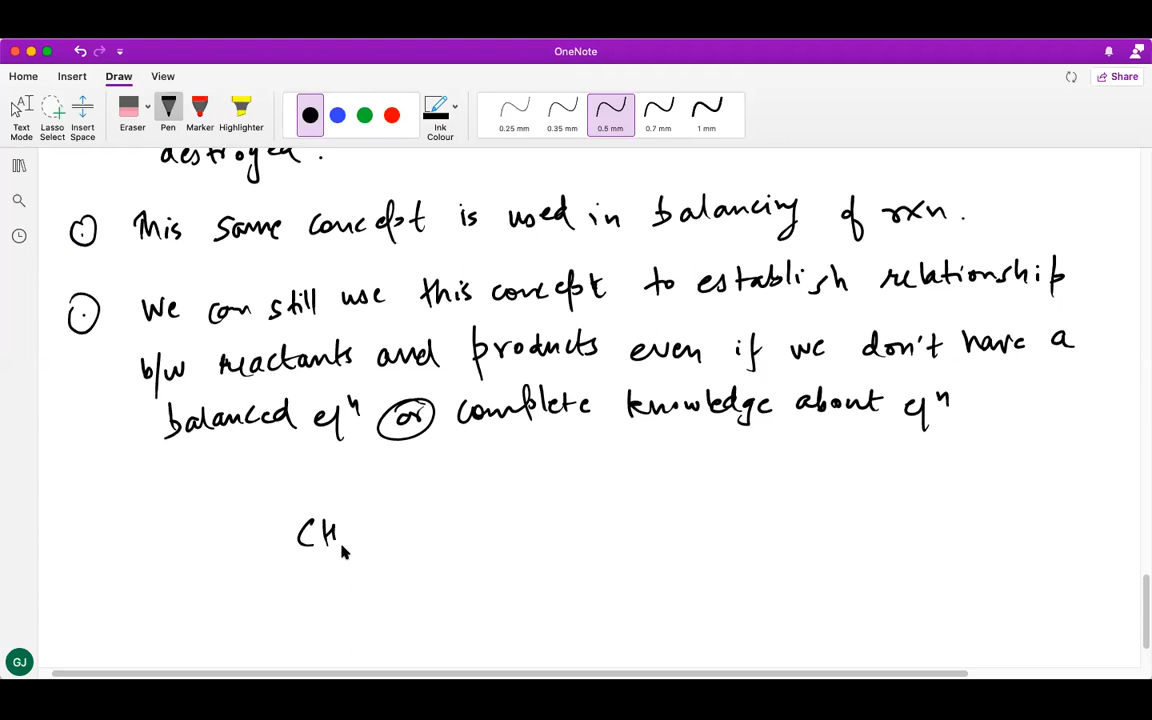 OneNote
Home Insert Draw View
Share
Text Mode
Lasso Select
Insert Space
Eraser
Pen
Marker
Highlighter
Ink Colour
0.25 mm
0.35 mm
0.5 mm
0.7 mm
1 mm
destroyed.
This same concept is used in balancing of rxn.
We can still use this concept to establish relationship
b/w reactants and products even if we don't have a
balanced eqⁿ or complete knowledge about eqⁿ
CH
GJ